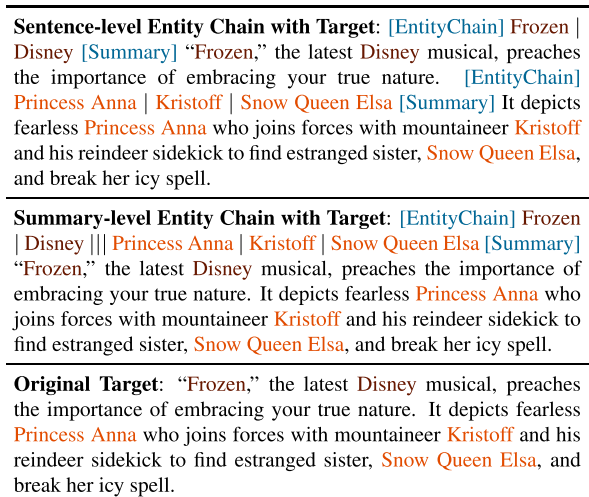 Sentence-level Entity Chain with Target: [EntityChain] Frozen |
Disney [Summary] “Frozen,” the latest Disney musical, preaches
the importance of embracing your true nature. [EntityChain]
Princess Anna | Kristoff | Snow Queen Elsa [Summary] It depicts
fearless Princess Anna who joins forces with mountaineer Kristoff
and his reindeer sidekick to find estranged sister, Snow Queen Elsa,
and break her icy spell.
Summary-level Entity Chain with Target: [EntityChain] Frozen
| Disney ||| Princess Anna | Kristoff | Snow Queen Elsa [Summary]
“Frozen,” the latest Disney musical, preaches the importance of
embracing your true nature. It depicts fearless Princess Anna who
joins forces with mountaineer Kristoff and his reindeer sidekick to
find estranged sister, Snow Queen Elsa, and break her icy spell.
Original Target: “Frozen,” the latest Disney musical, preaches
the importance of embracing your true nature. It depicts fearless
Princess Anna who joins forces with mountaineer Kristoff and his
reindeer sidekick to find estranged sister, Snow Queen Elsa, and
break her icy spell.